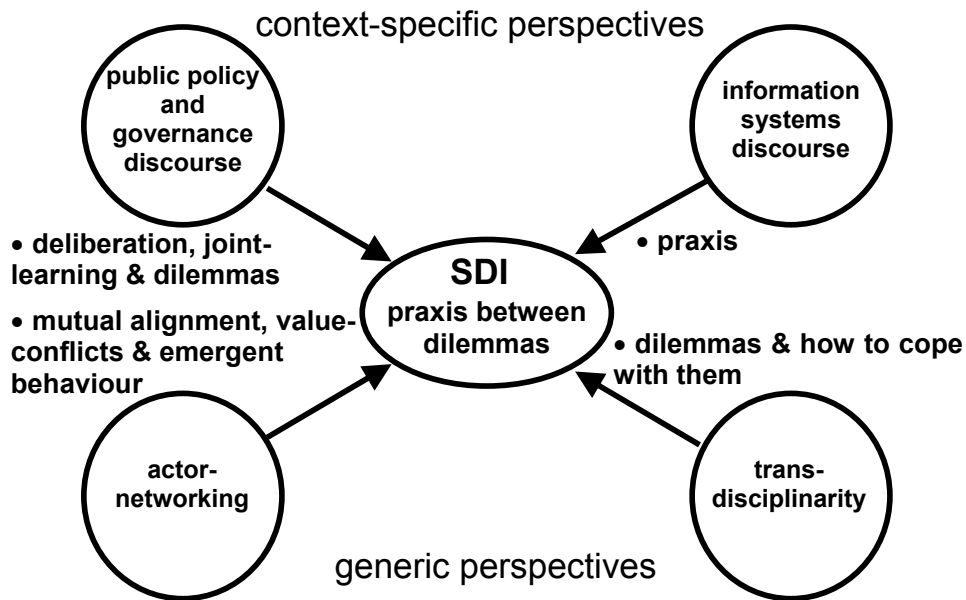 context-specific perspectives
public policy
and
governance
discourse
information
systems
discourse
• deliberation, joint-
learning & dilemmas
• praxis
SDI
praxis between
dilemmas
• mutual alignment, value-
conflicts & emergent
behaviour
• dilemmas & how to cope
with them
actor-
networking
trans-
disciplinarity
generic perspectives